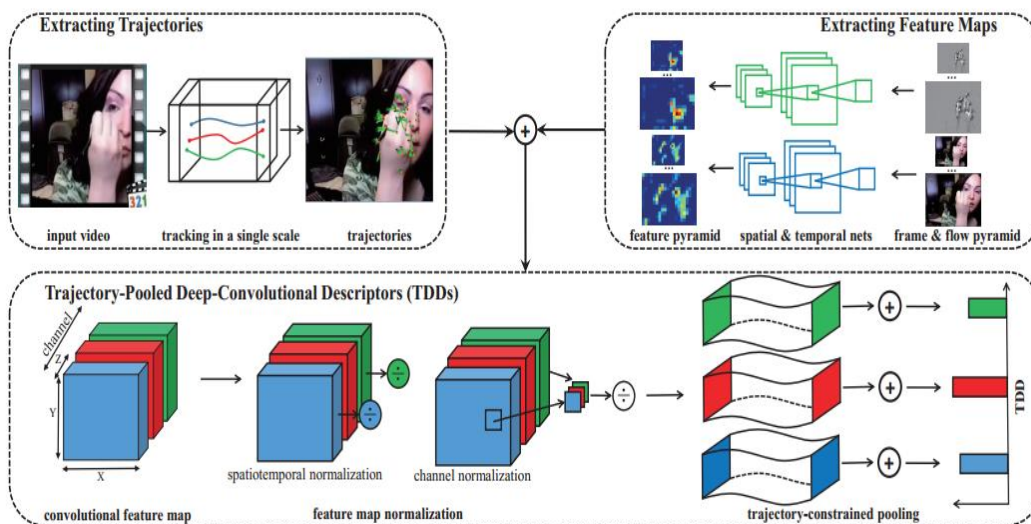 Extracting Trajectories
input video
tracking in a single scale
trajectories
321
+
Extracting Feature Maps
...
...
feature pyramid
spatial & temporal nets
frame & flow pyramid
Trajectory-Pooled Deep-Convolutional Descriptors (TDDs)
channel
Z
Y
X
convolutional feature map
÷
÷
spatiotemporal normalization
÷
channel normalization
feature map normalization
+
+
+
trajectory-constrained pooling
TDD